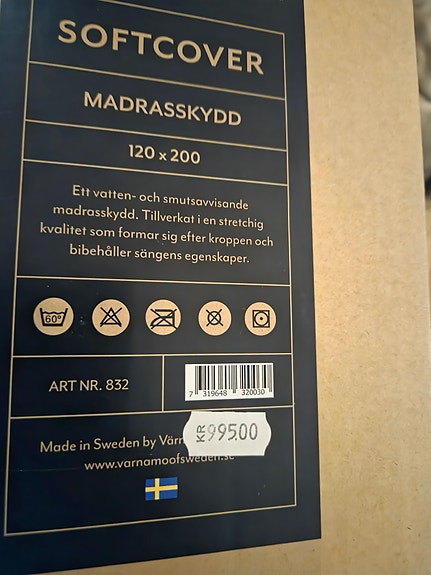 SOFTCOVER
MADRASSKYDD
120 x 200
Ett vatten- och smutsavvisande
madrasskydd. Tillverkat i en stretchig
kvalitet som formar sig efter kroppen och
bibehåller sängens egenskaper.
60°
ART NR. 832
7 319648 320030
KR 995.00
Made in Sweden by
www.varnamoofsweden.se